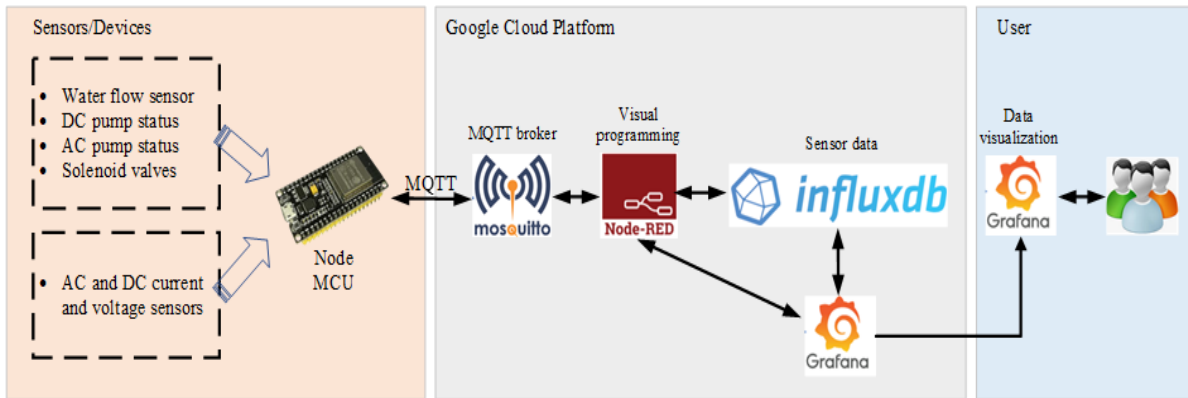 Sensors/Devices
• Water flow sensor
• DC pump status
• AC pump status
• Solenoid valves
• AC and DC current
and voltage sensors
Node
MCU
MQTT
Google Cloud Platform
MQTT broker
mosquitto
Visual
programming
Node-RED
Sensor data
influxdb
Grafana
User
Data
visualization
Grafana